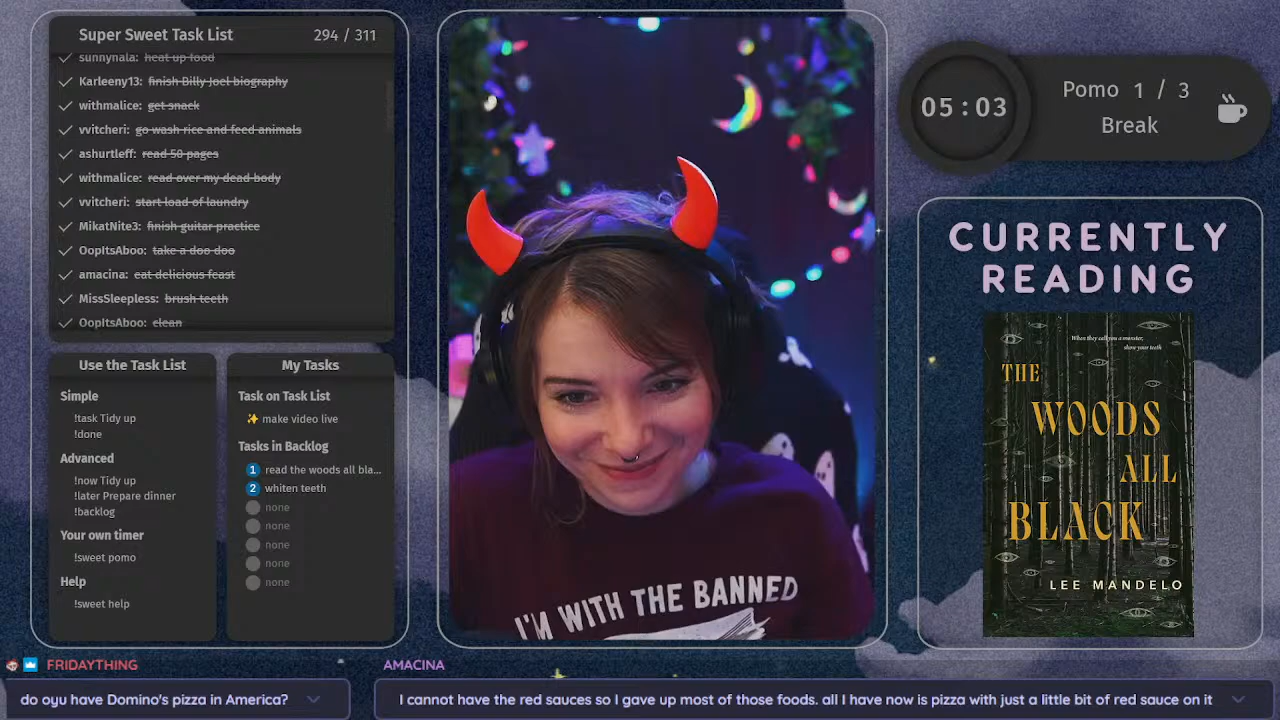 Super Sweet Task List 294 / 311
sunnynala: heat up food
Karleeny13: finish Billy Joel biography
withmalice: get snack
vvitcheri: go wash rice and feed animals
ashurtleff: read 50 pages
withmalice: read over my dead body
vvitcheri: start load of laundry
MikatNite3: finish guitar practice
OopItsAboo: take a doo doo
amacina: eat delicious feast
MissSleepless: brush teeth
OopItsAboo: clean
Use the Task List
Simple
!task Tidy up
!done
Advanced
!now Tidy up
!later Prepare dinner
!backlog
Your own timer
!sweet pomo
Help
!sweet help
My Tasks
Task on Task List
✨ make video live
Tasks in Backlog
1 read the woods all bla...
2 whiten teeth
none
none
none
none
none
I'M WITH THE BANNED
05:03
Pomo 1 / 3
Break
CURRENTLY
READING
When they call you a monster,
show your teeth
THE
WOODS
ALL
BLACK
LEE MANDELO
FRIDAYTHING
do oyu have Domino's pizza in America?
AMACINA
I cannot have the red sauces so I gave up most of those foods. all I have now is pizza with just a little bit of red sauce on it